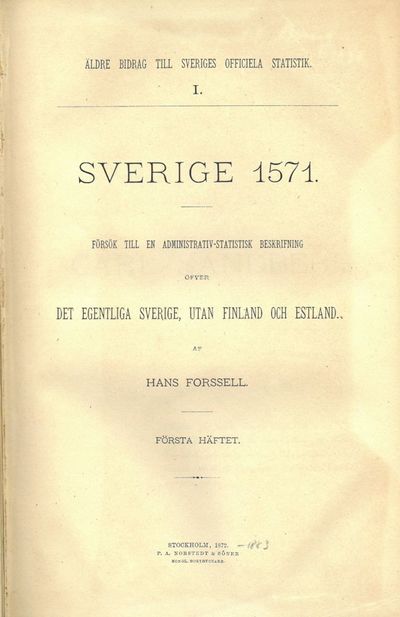 ÄLDRE BIDRAG TILL SVERIGES OFFICIELA STATISTIK.
I.
SVERIGE 1571.
FÖRSÖK TILL EN ADMINISTRATIV-STATISTISK BESKRIFNING
ÖFVER
DET EGENTLIGA SVERIGE, UTAN FINLAND OCH ESTLAND.
AF
HANS FORSSELL.
FÖRSTA HÄFTET.
STOCKHOLM, 1872. –1883
P. A. NORSTEDT & SÖNER
KONGL. BOKTRYCKARE.